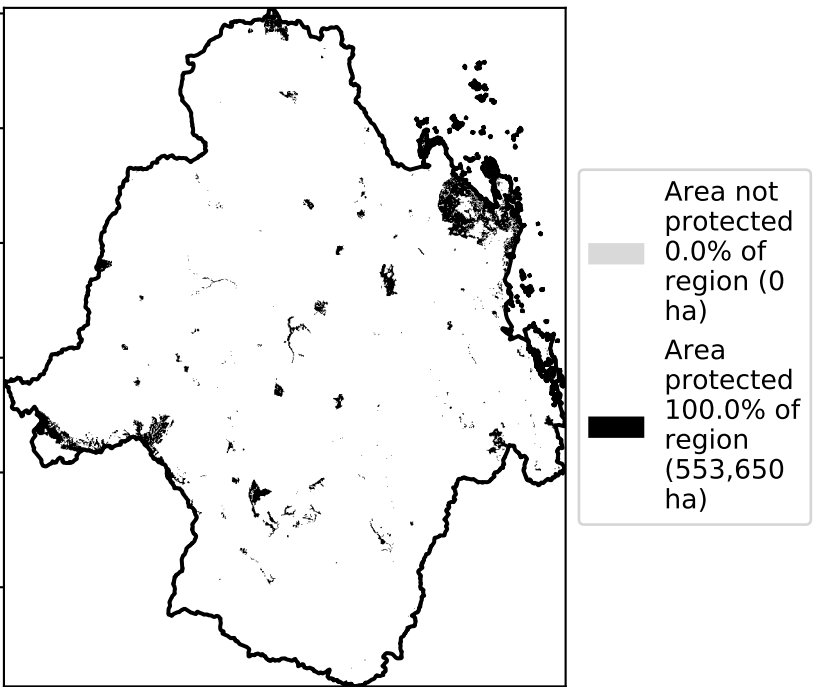 Area not
protected
0.0% of
region (0
ha)
Area
protected
100.0% of
region
(553,650
ha)